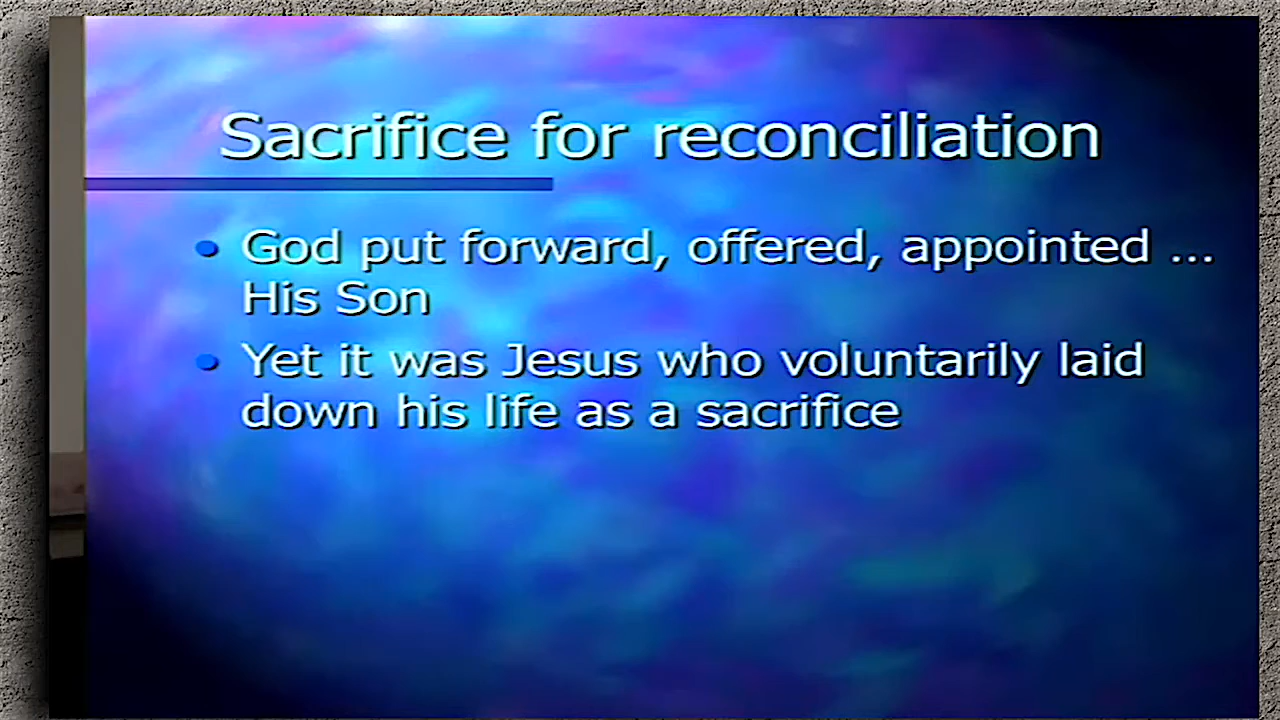 Sacrifice for reconciliation
• God put forward, offered, appointed ...
His Son
• Yet it was Jesus who voluntarily laid
down his life as a sacrifice